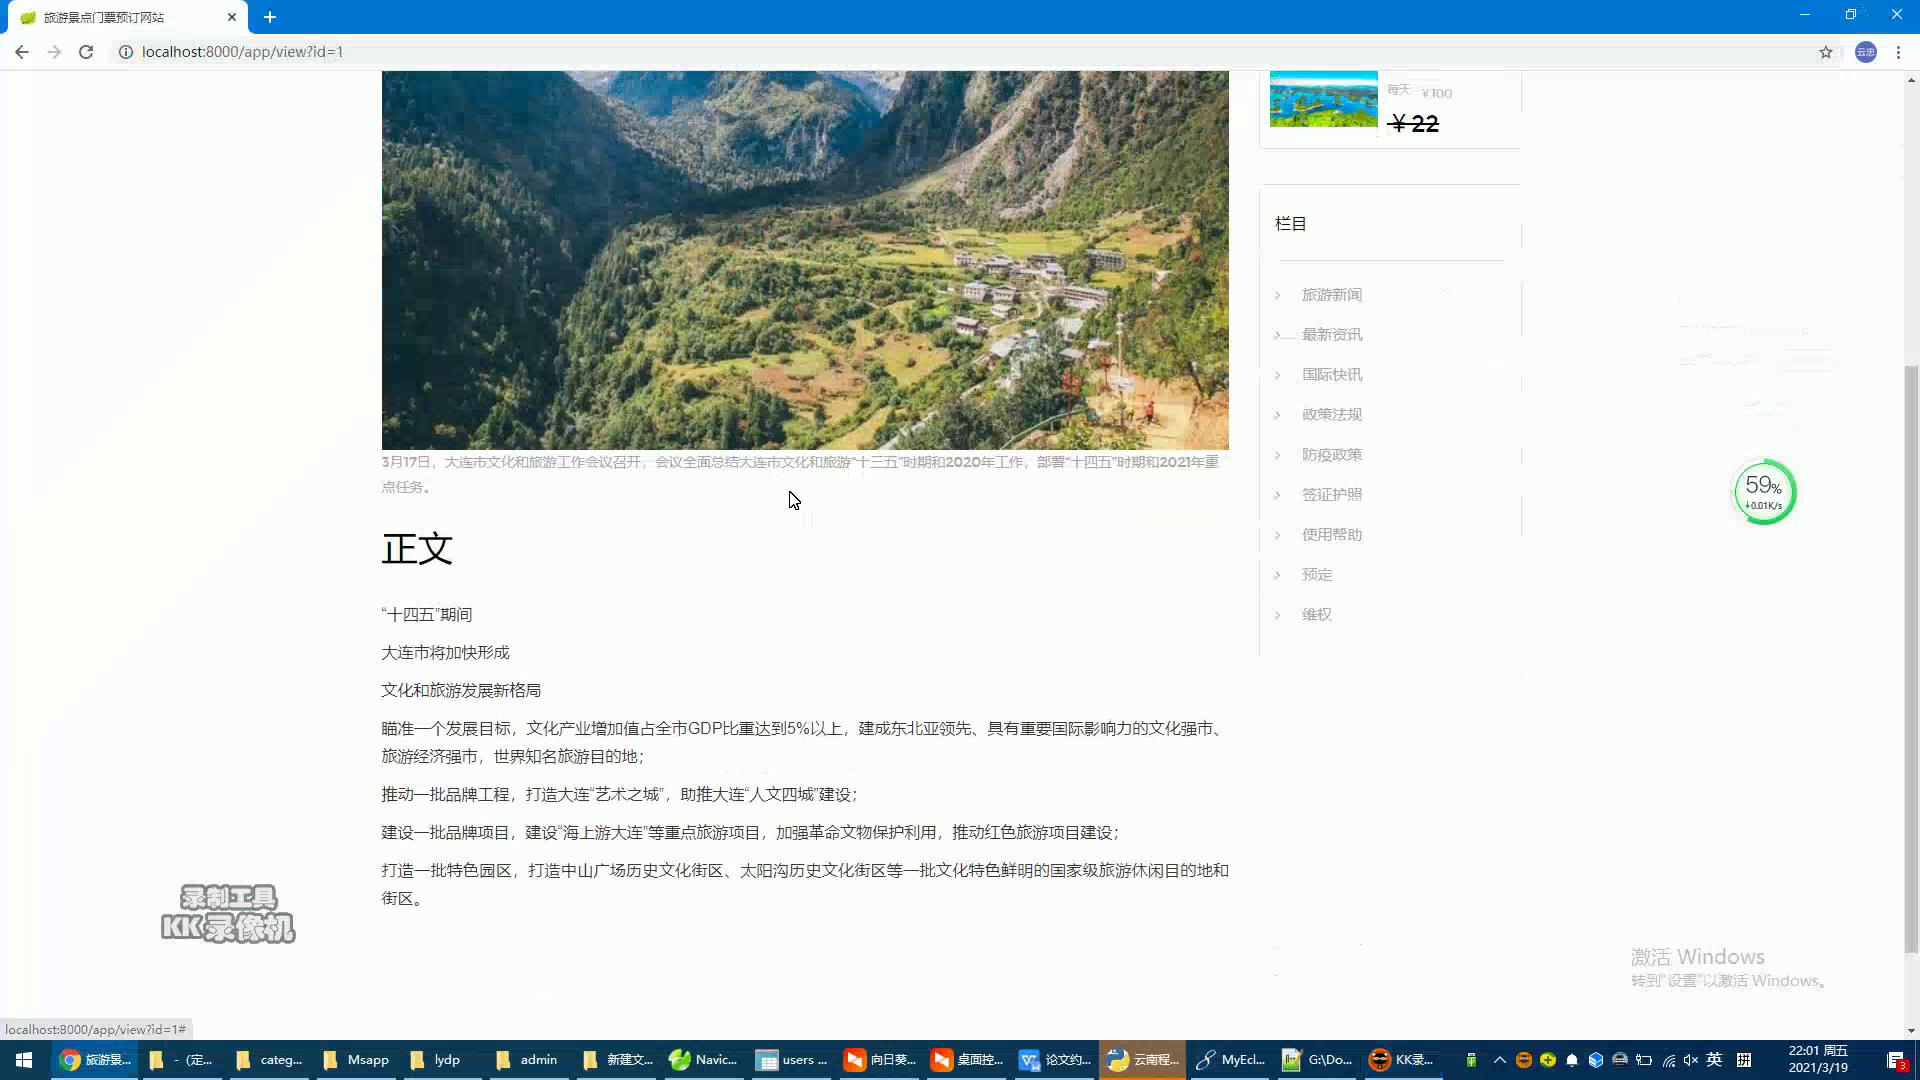 旅游景点门票预订网站
localhost:8000/app/view?id=1
云忠
每天 ¥100
￥22
栏目
旅游新闻
最新资讯
国际快讯
政策法规
防疫政策
签证护照
使用帮助
预定
维权
3月17日，大连市文化和旅游工作会议召开，会议全面总结大连市文化和旅游“十三五”时期和2020年工作，部署“十四五”时期和2021年重
点任务。
正文
“十四五”期间
大连市将加快形成
文化和旅游发展新格局
瞄准一个发展目标，文化产业增加值占全市GDP比重达到5%以上，建成东北亚领先、具有重要国际影响力的文化强市、
旅游经济强市，世界知名旅游目的地；
推动一批品牌工程，打造大连“艺术之城”，助推大连“人文四城”建设；
建设一批品牌项目，建设“海上游大连”等重点旅游项目，加强革命文物保护利用，推动红色旅游项目建设；
打造一批特色园区，打造中山广场历史文化街区、太阳沟历史文化街区等一批文化特色鲜明的国家级旅游休闲目的地和
街区。
59%
0.01K/s
录制工具
KK录像机
激活 Windows
转到“设置”以激活 Windows。
localhost:8000/app/view?id=1#
旅游景... -（定... categ... Msapp lydp admin 新建文... Navic... users ... 向日葵... 桌面控... 论文约... 云南程... MyEcl... G:\Do... KK录... 英 拼
22:01 周五
2021/3/19
3